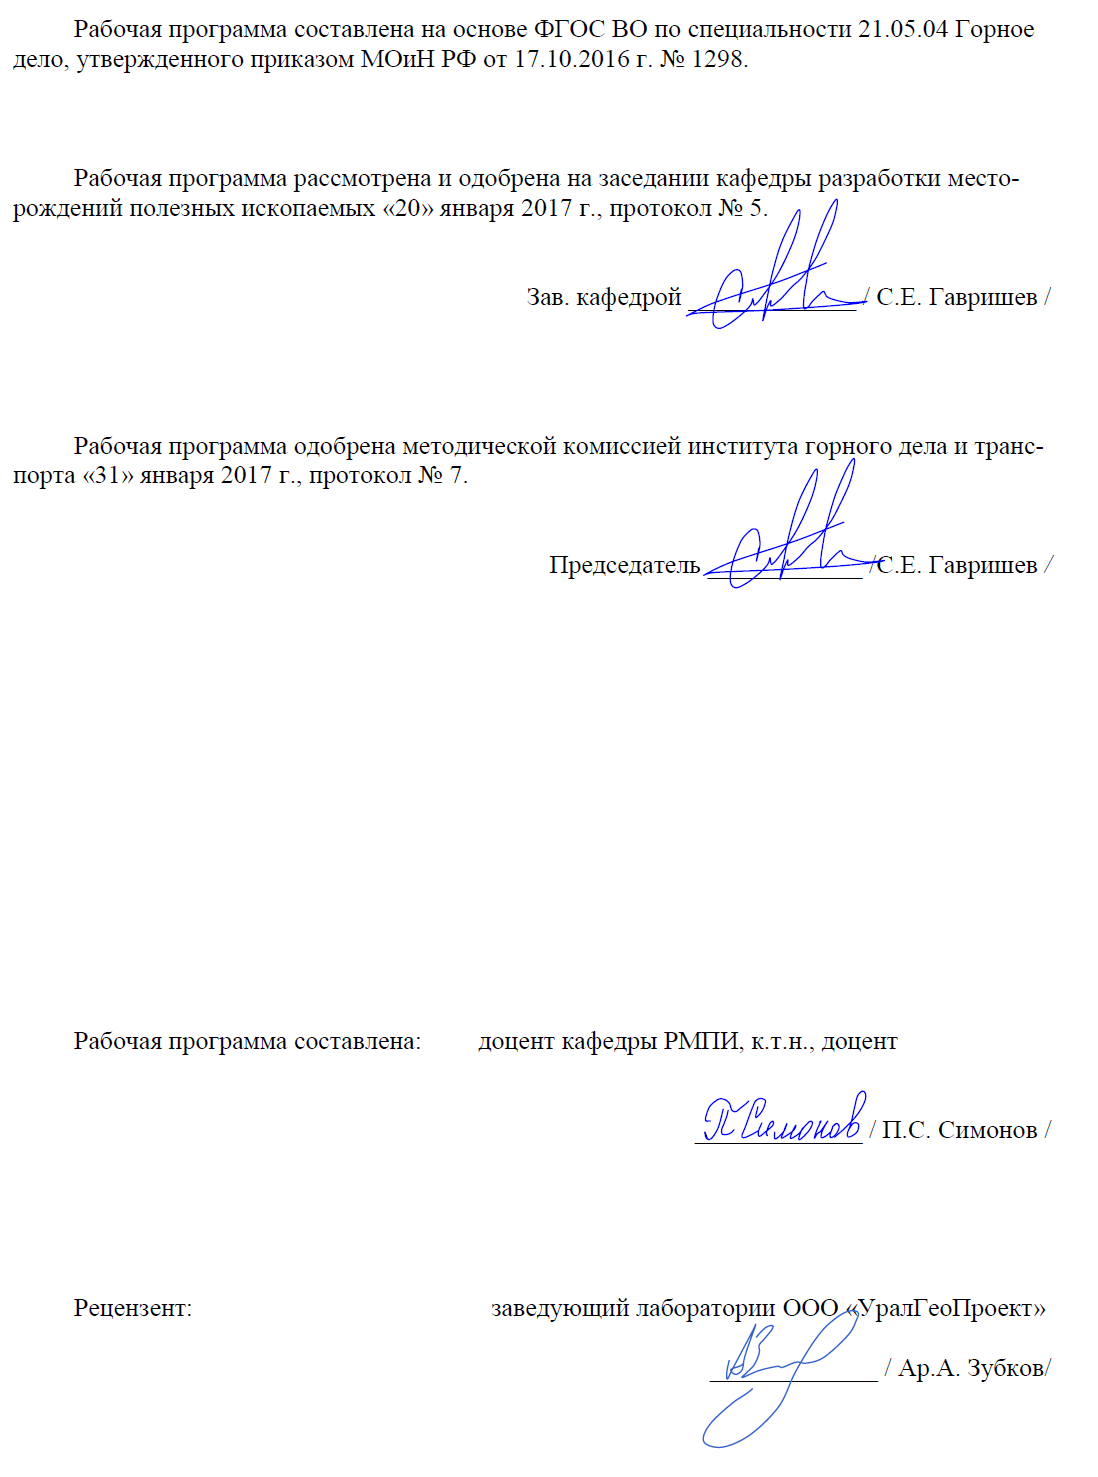 Рабочая программа составлена на основе ФГОС ВО по специальности 21.05.04 Горное
дело, утвержденного приказом МОиН РФ от 17.10.2016 г. № 1298.
Рабочая программа рассмотрена и одобрена на заседании кафедры разработки место-
рождений полезных ископаемых «20» января 2017 г., протокол № 5.
Зав. кафедрой _____________/ С.Е. Гавришев /
Рабочая программа одобрена методической комиссией института горного дела и транс-
порта «31» января 2017 г., протокол № 7.
Председатель ____________ /С.Е. Гавришев /
Рабочая программа составлена: доцент кафедры РМПИ, к.т.н., доцент
П Симонов / П.С. Симонов /
Рецензент: заведующий лаборатории ООО «УралГеоПроект»
_____________ / Ар.А. Зубков/